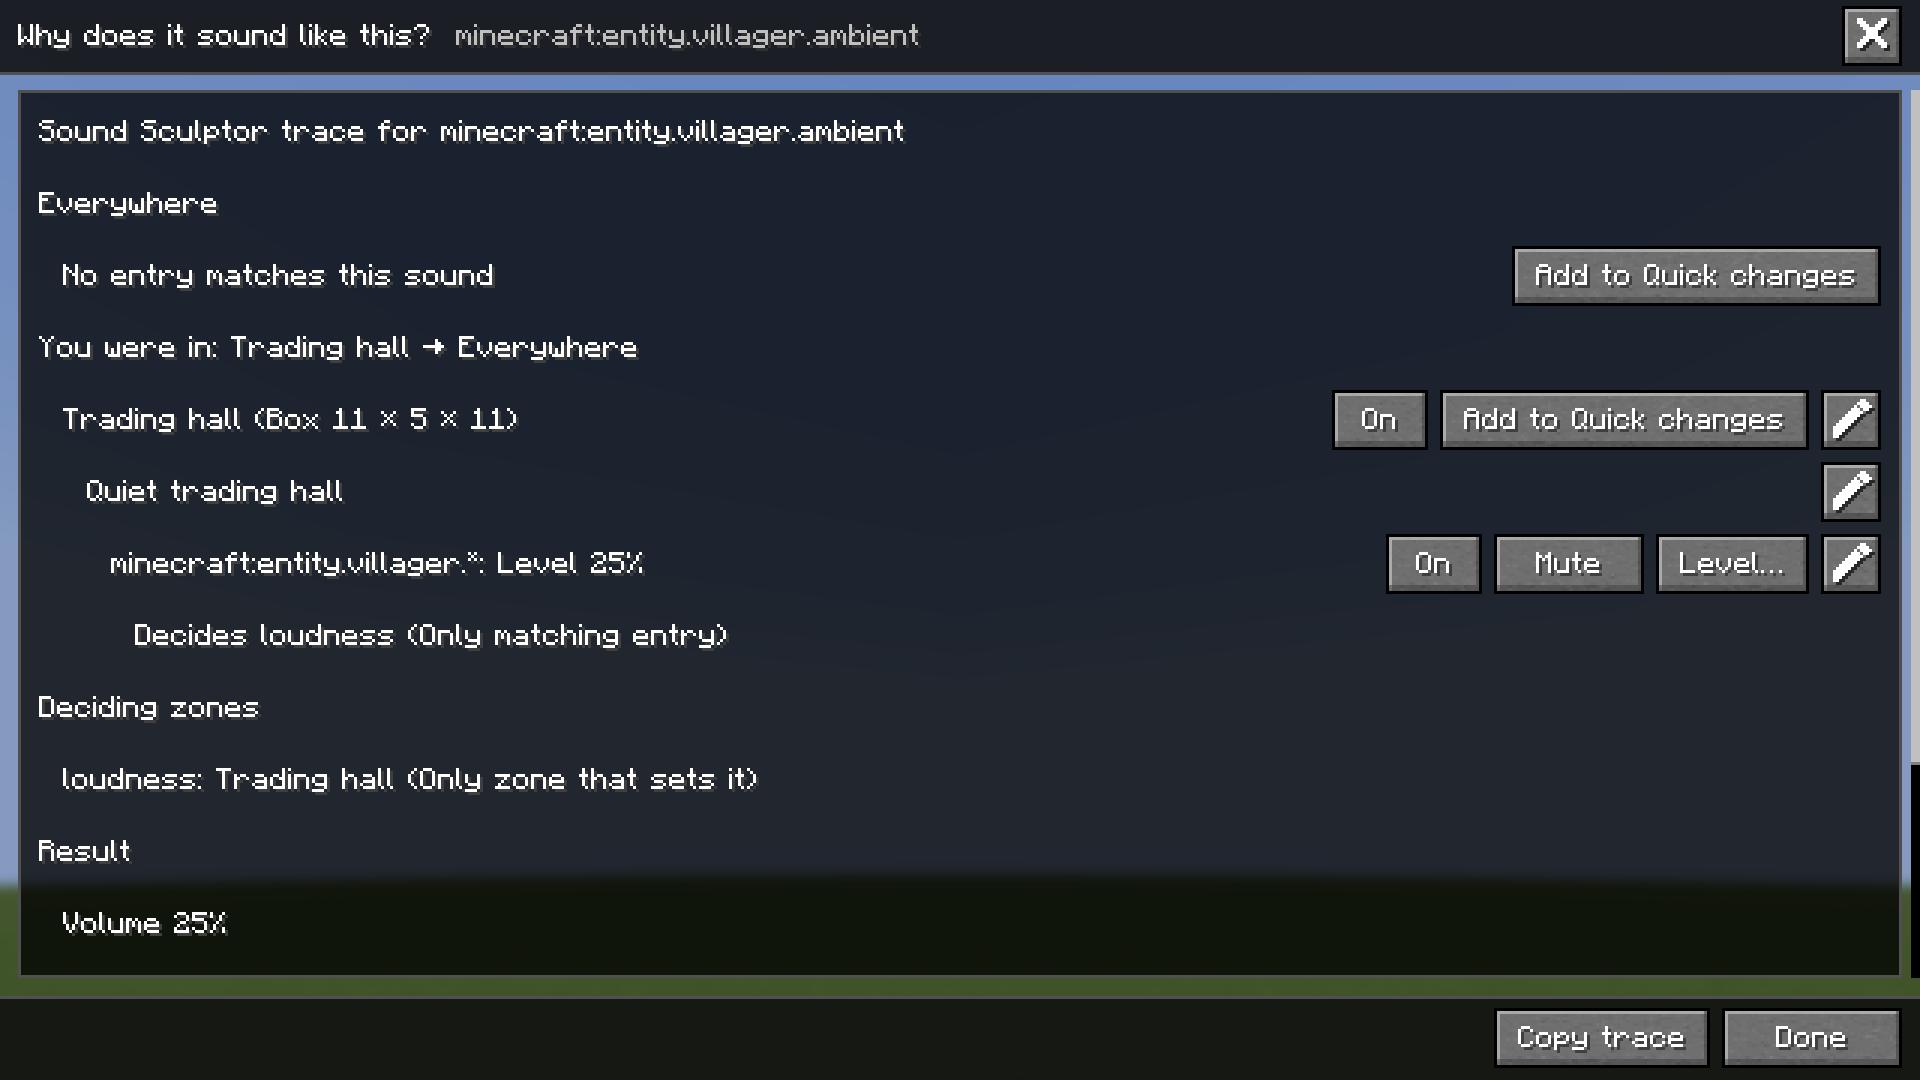 Why does it sound like this? minecraft:entity.villager.ambient
Sound Sculptor trace for minecraft:entity.villager.ambient
Everywhere
No entry matches this sound Add to Quick changes
You were in: Trading hall → Everywhere
Trading hall (Box 11 × 5 × 11) On Add to Quick changes
Quiet trading hall
minecraft:entity.villager.*: Level 25% On Mute Level...
Decides loudness (Only matching entry)
Deciding zones
loudness: Trading hall (Only zone that sets it)
Result
Volume 25%
Copy trace Done